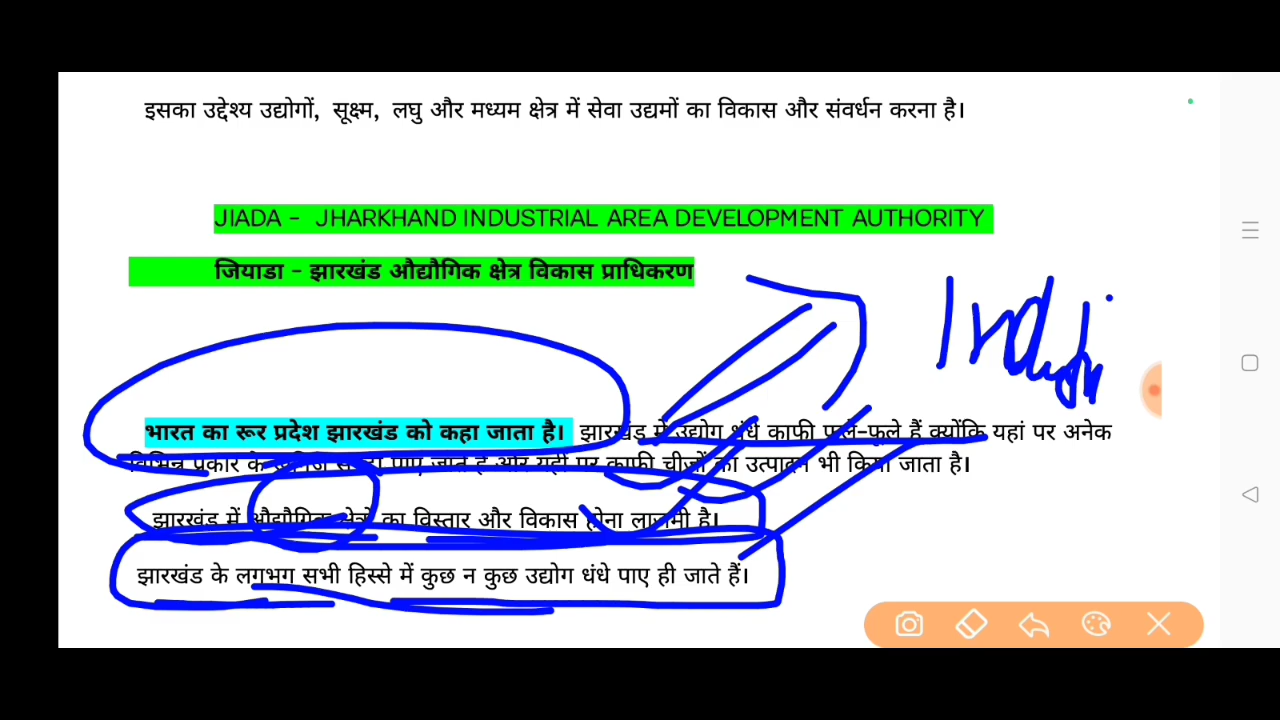 इसका उद्देश्य उद्योगों, सूक्ष्म, लघु और मध्यम क्षेत्र में सेवा उद्यमों का विकास और संवर्धन करना है।
JIADA - JHARKHAND INDUSTRIAL AREA DEVELOPMENT AUTHORITY
जियाडा - झारखंड औद्यौगिक क्षेत्र विकास प्राधिकरण
भारत का रूर प्रदेश झारखंड को कहा जाता है। झारखंड में उद्योग धंधे काफी फले-फूले हैं क्योंकि यहां पर अनेक
विभिन्न प्रकार के पाए जाते है और यही पर काफी चीजों का उत्पादन भी किया जाता है।
झारखंड में औद्यौगिक क्षेत्रो का विस्तार और विकास होना लाजमी है।
झारखंड के लगभग सभी हिस्से में कुछ न कुछ उद्योग धंधे पाए ही जाते हैं।